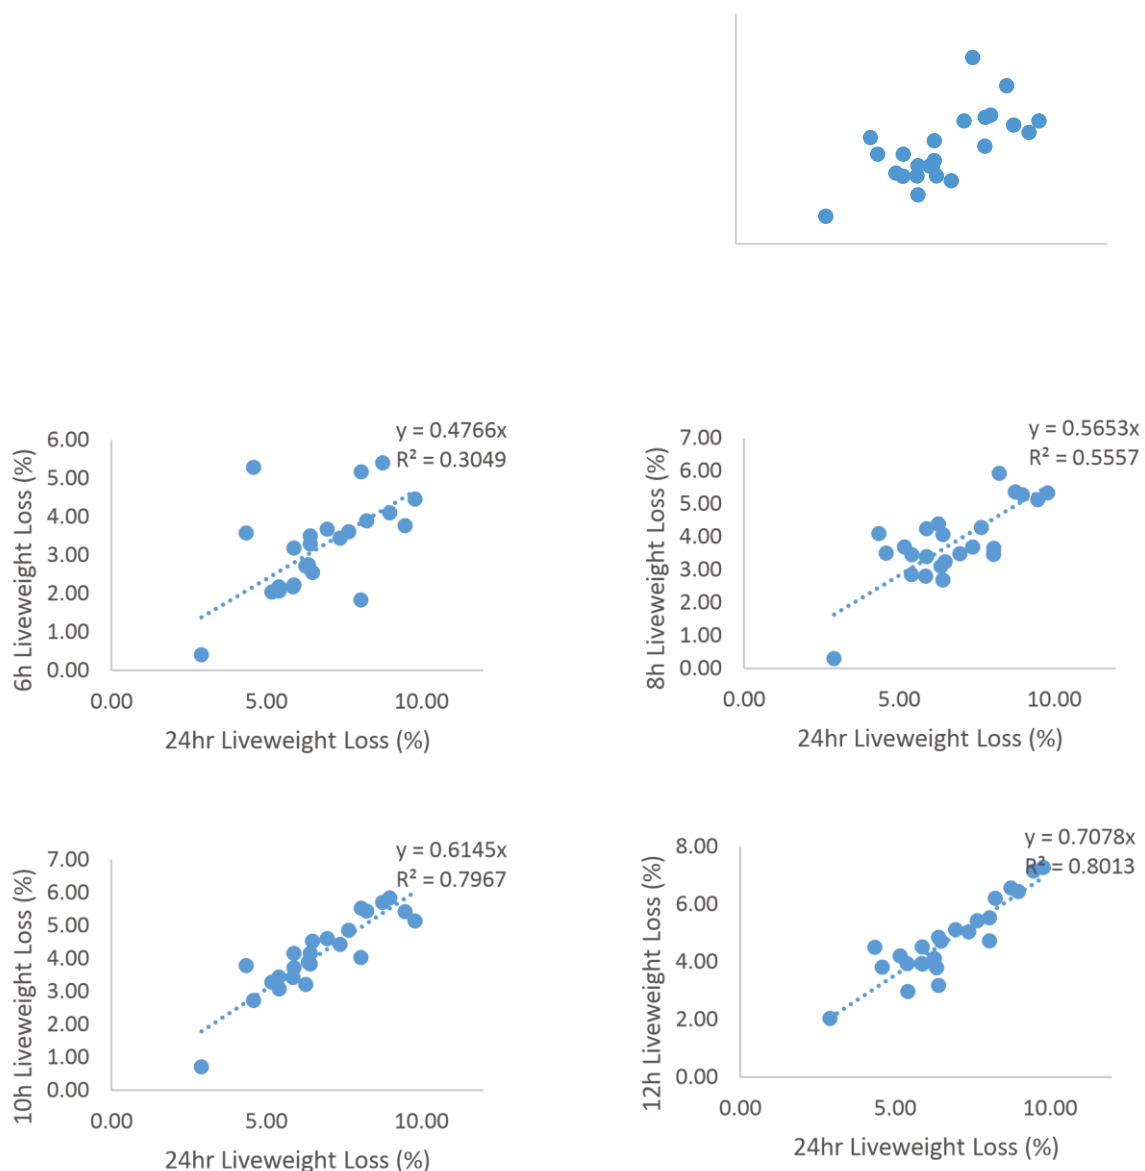 y = 0.4766x
R² = 0.3049
6h Liveweight Loss (%)
6.00
5.00
4.00
3.00
2.00
1.00
0.00
0.00 5.00 10.00
24hr Liveweight Loss (%)
y = 0.5653x
R² = 0.5557
8h Liveweight Loss (%)
7.00
6.00
5.00
4.00
3.00
2.00
1.00
0.00
0.00 5.00 10.00
24hr Liveweight Loss (%)
y = 0.6145x
R² = 0.7967
10h Liveweight Loss (%)
7.00
6.00
5.00
4.00
3.00
2.00
1.00
0.00
0.00 5.00 10.00
24hr Liveweight Loss (%)
y = 0.7078x
R² = 0.8013
12h Liveweight Loss (%)
8.00
6.00
4.00
2.00
0.00
0.00 5.00 10.00
24hr Liveweight Loss (%)